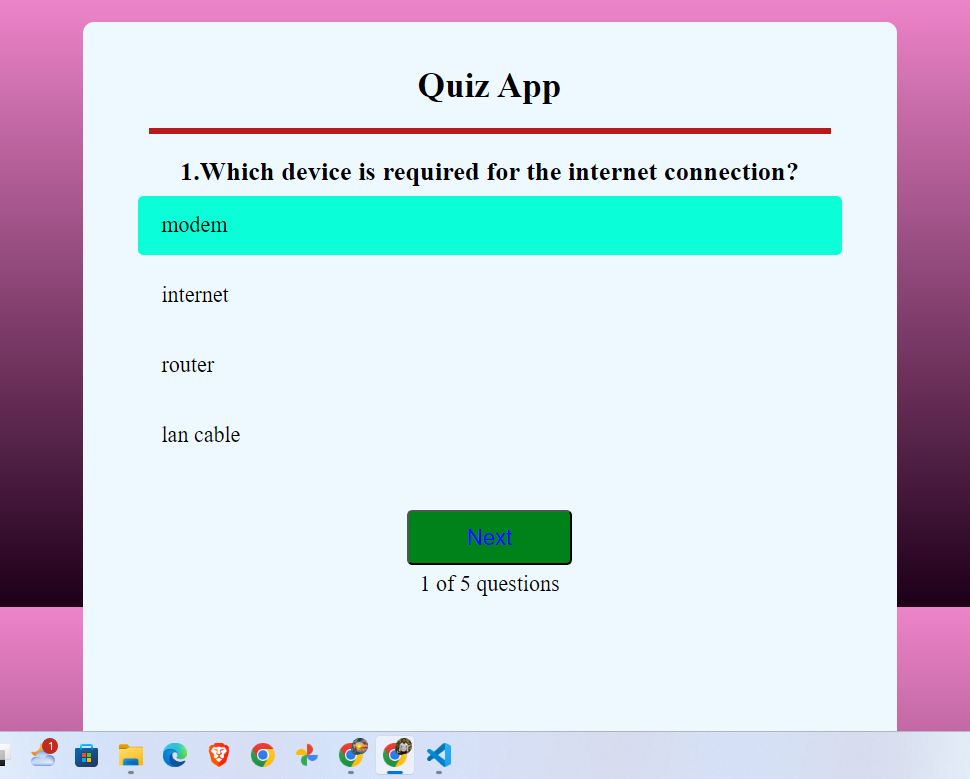 Quiz App
1.Which device is required for the internet connection?
modem
internet
router
lan cable
Next
1 of 5 questions
1